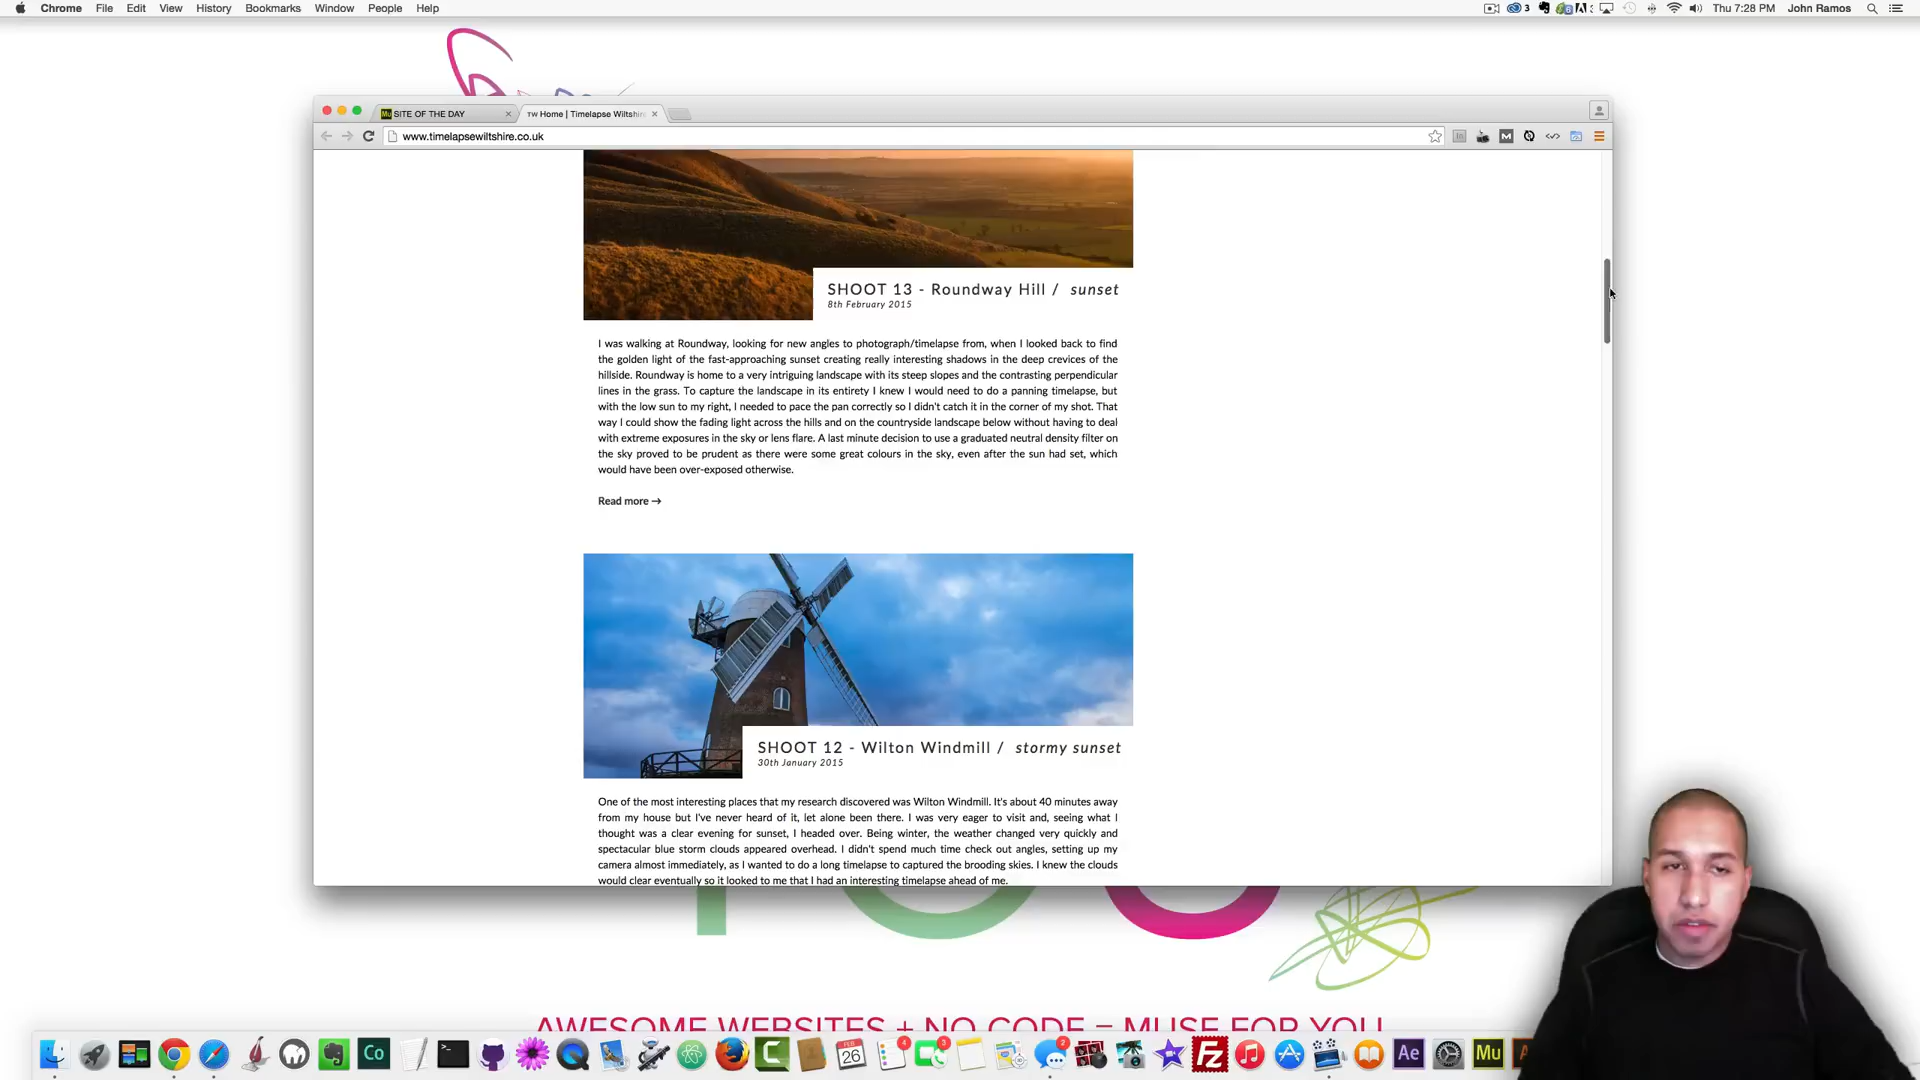 Chrome File Edit View History Bookmarks Window People Help
3 Thu 7:28 PM John Ramos
SITE OF THE DAY
TW Home | Timelapse Wiltshir
www.timelapsewiltshire.co.uk
SHOOT 13 - Roundway Hill / sunset
8th February 2015
I was walking at Roundway, looking for new angles to photograph/timelapse from, when I looked back to find
the golden light of the fast-approaching sunset creating really interesting shadows in the deep crevices of the
hillside. Roundway is home to a very intriguing landscape with its steep slopes and the contrasting perpendicular
lines in the grass. To capture the landscape in its entirety I knew I would need to do a panning timelapse, but
with the low sun to my right, I needed to pace the pan correctly so I didn't catch it in the corner of my shot. That
way I could show the fading light across the hills and on the countryside landscape below without having to deal
with extreme exposures in the sky or lens flare. A last minute decision to use a graduated neutral density filter on
the sky proved to be prudent as there were some great colours in the sky, even after the sun had set, which
would have been over-exposed otherwise.
Read more →
SHOOT 12 - Wilton Windmill / stormy sunset
30th January 2015
One of the most interesting places that my research discovered was Wilton Windmill. It's about 40 minutes away
from my house but I've never heard of it, let alone been there. I was very eager to visit and, seeing what I
thought was a clear evening for sunset, I headed over. Being winter, the weather changed very quickly and
spectacular blue storm clouds appeared overhead. I didn't spend much time check out angles, setting up my
camera almost immediately, as I wanted to do a long timelapse to captured the brooding skies. I knew the clouds
would clear eventually so it looked to me that I had an interesting timelapse ahead of me.
AWESOME WEBSITES + NO CODE = MUSE FOR YOU
Co FEB 26 4 3 2 Fz Ae Mu